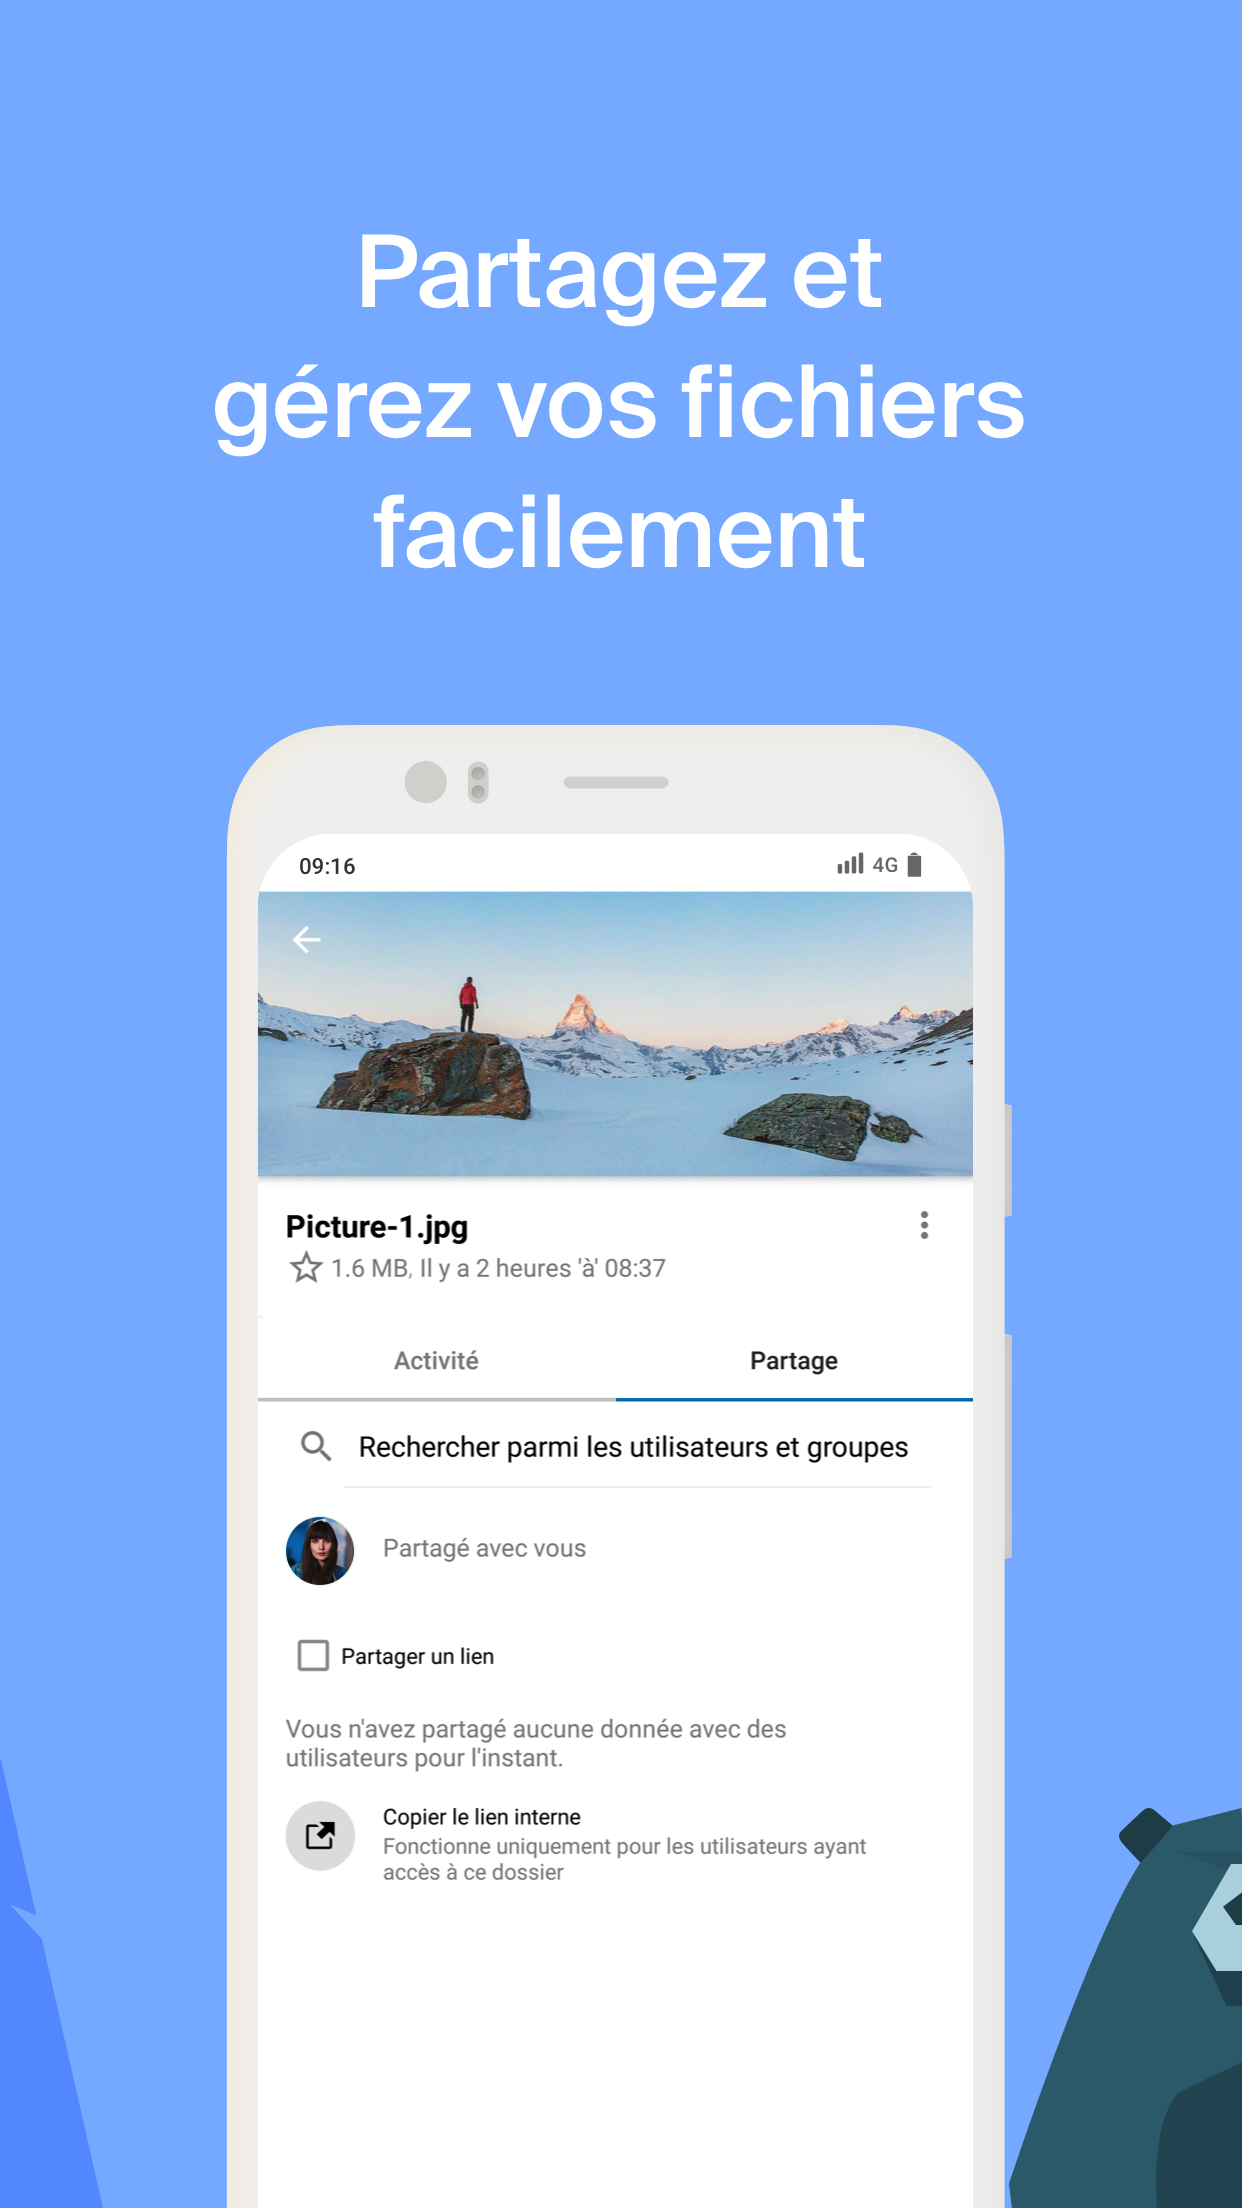 Partagez et
gérez vos fichiers
facilement
09:16
4G
Picture-1.jpg
1.6 MB, Il y a 2 heures 'à' 08:37
Activité
Partage
Rechercher parmi les utilisateurs et groupes
Partagé avec vous
Partager un lien
Vous n'avez partagé aucune donnée avec des
utilisateurs pour l'instant.
Copier le lien interne
Fonctionne uniquement pour les utilisateurs ayant
accès à ce dossier